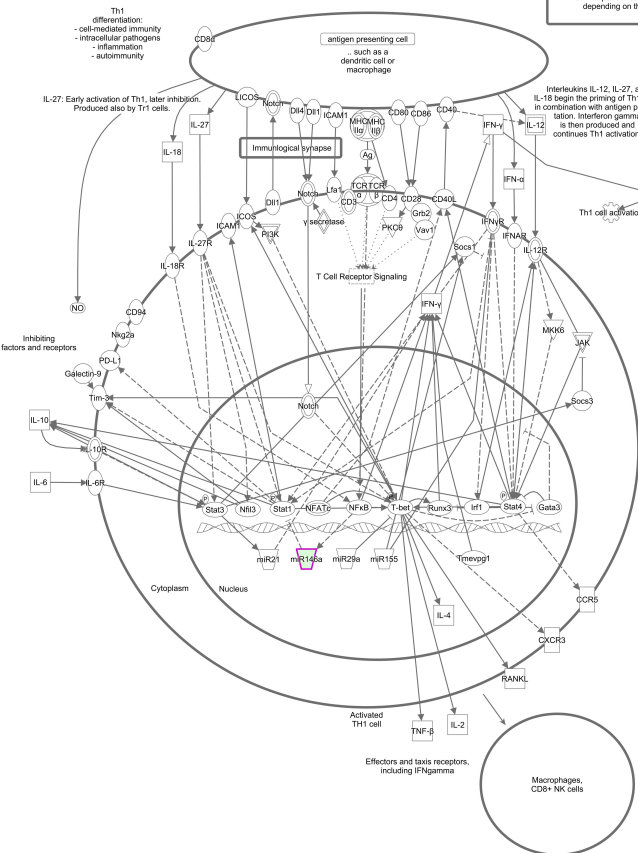 depending on th
Th1
differentiation:
- cell-mediated immunity
- intracellular pathogens
- inflammation
- autoimmunity
CD8α
antigen presenting cell
.. such as a
dendritic cell or
macrophage
IL-27: Early activation of Th1, later inhibition.
Produced also by Tr1 cells.
Interleukins IL-12, IL-27, a
IL-18 begin the priming of Th1
in combination with antigen p
tation. Interferon gamma
is then produced and
continues Th1 activation
LICOS
Notch
Dll4
Dll1
ICAM1
MHC
IIα
MHC
IIβ
CD80
CD86
CD40
IFN-γ
IL-12
IL-27
IL-18
Immunlogical synapse
Ag
IFN-α
Notch
Lfa1
TCR
α
TCR
β
CD3
CD4
CD28
CD40L
Dll1
ICOS
ICAM1
γ secretase
PI3K
PKCθ
Grb2
Vav1
IFNγR
IFNAR
Th1 cell activation
IL-27R
IL-18R
Socs1
IL-12R
T Cell Receptor Signaling
NO
CD94
IFN-γ
Nkg2a
MKK6
JAK
Inhibiting
factors and receptors
PD-L1
Galectin-9
Tim-3
Notch
Socs3
IL-10
IL-10R
IL-6
IL-6R
P
Stat3
Nfil3
P
Stat1
NFATc
NFκB
T-bet
Runx3
Irf1
P
Stat4
Gata3
miR21
miR146a
miR29a
miR155
Tmevpg1
Cytoplasm
Nucleus
CCR5
IL-4
CXCR3
RANKL
Activated
TH1 cell
TNF-β
IL-2
Effectors and taxis receptors,
including IFNgamma
Macrophages,
CD8+ NK cells